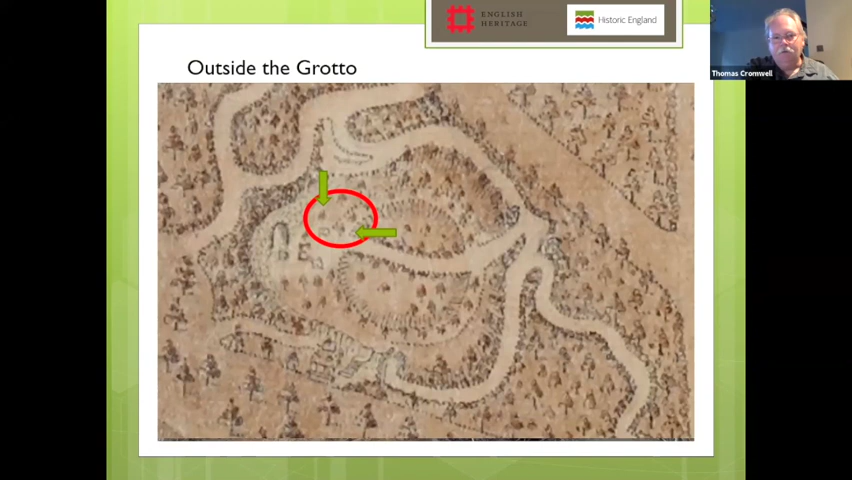 ENGLISH
HERITAGE
Historic England
Thomas Cromwell
Outside the Grotto